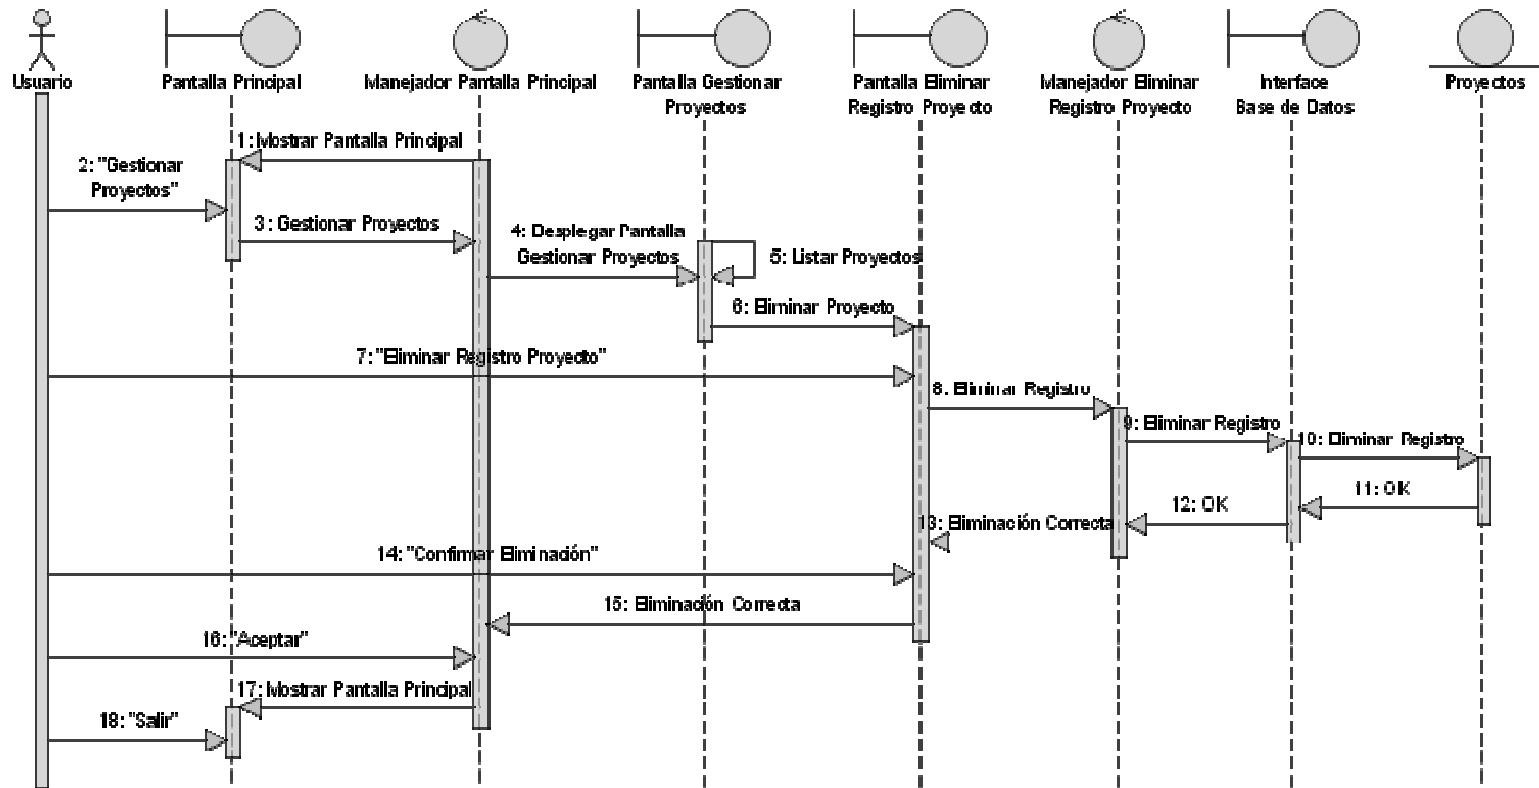 Usuario
Pantalla Principal
Manejador Pantalla Principal
Pantalla Gestionar
Proyectos
Pantalla Eliminar
Registro Proyecto
Manejador Eliminar
Registro Proyecto
Interface
Base de Datos
Proyectos
1: Mostrar Pantalla Principal
2: "Gestionar
Proyectos"
3: Gestionar Proyectos
4: Desplegar Pantalla
Gestionar Proyectos
5: Listar Proyectos
6: Eliminar Proyecto
7: "Eliminar Registro Proyecto"
8. Eliminar Registro
9: Eliminar Registro
10: Eliminar Registro
11: OK
12: OK
13: Eliminación Correcta
14: "Confirmar Eliminación"
15: Eliminación Correcta
16: "Aceptar"
17: Mostrar Pantalla Principal
18: "Salir"